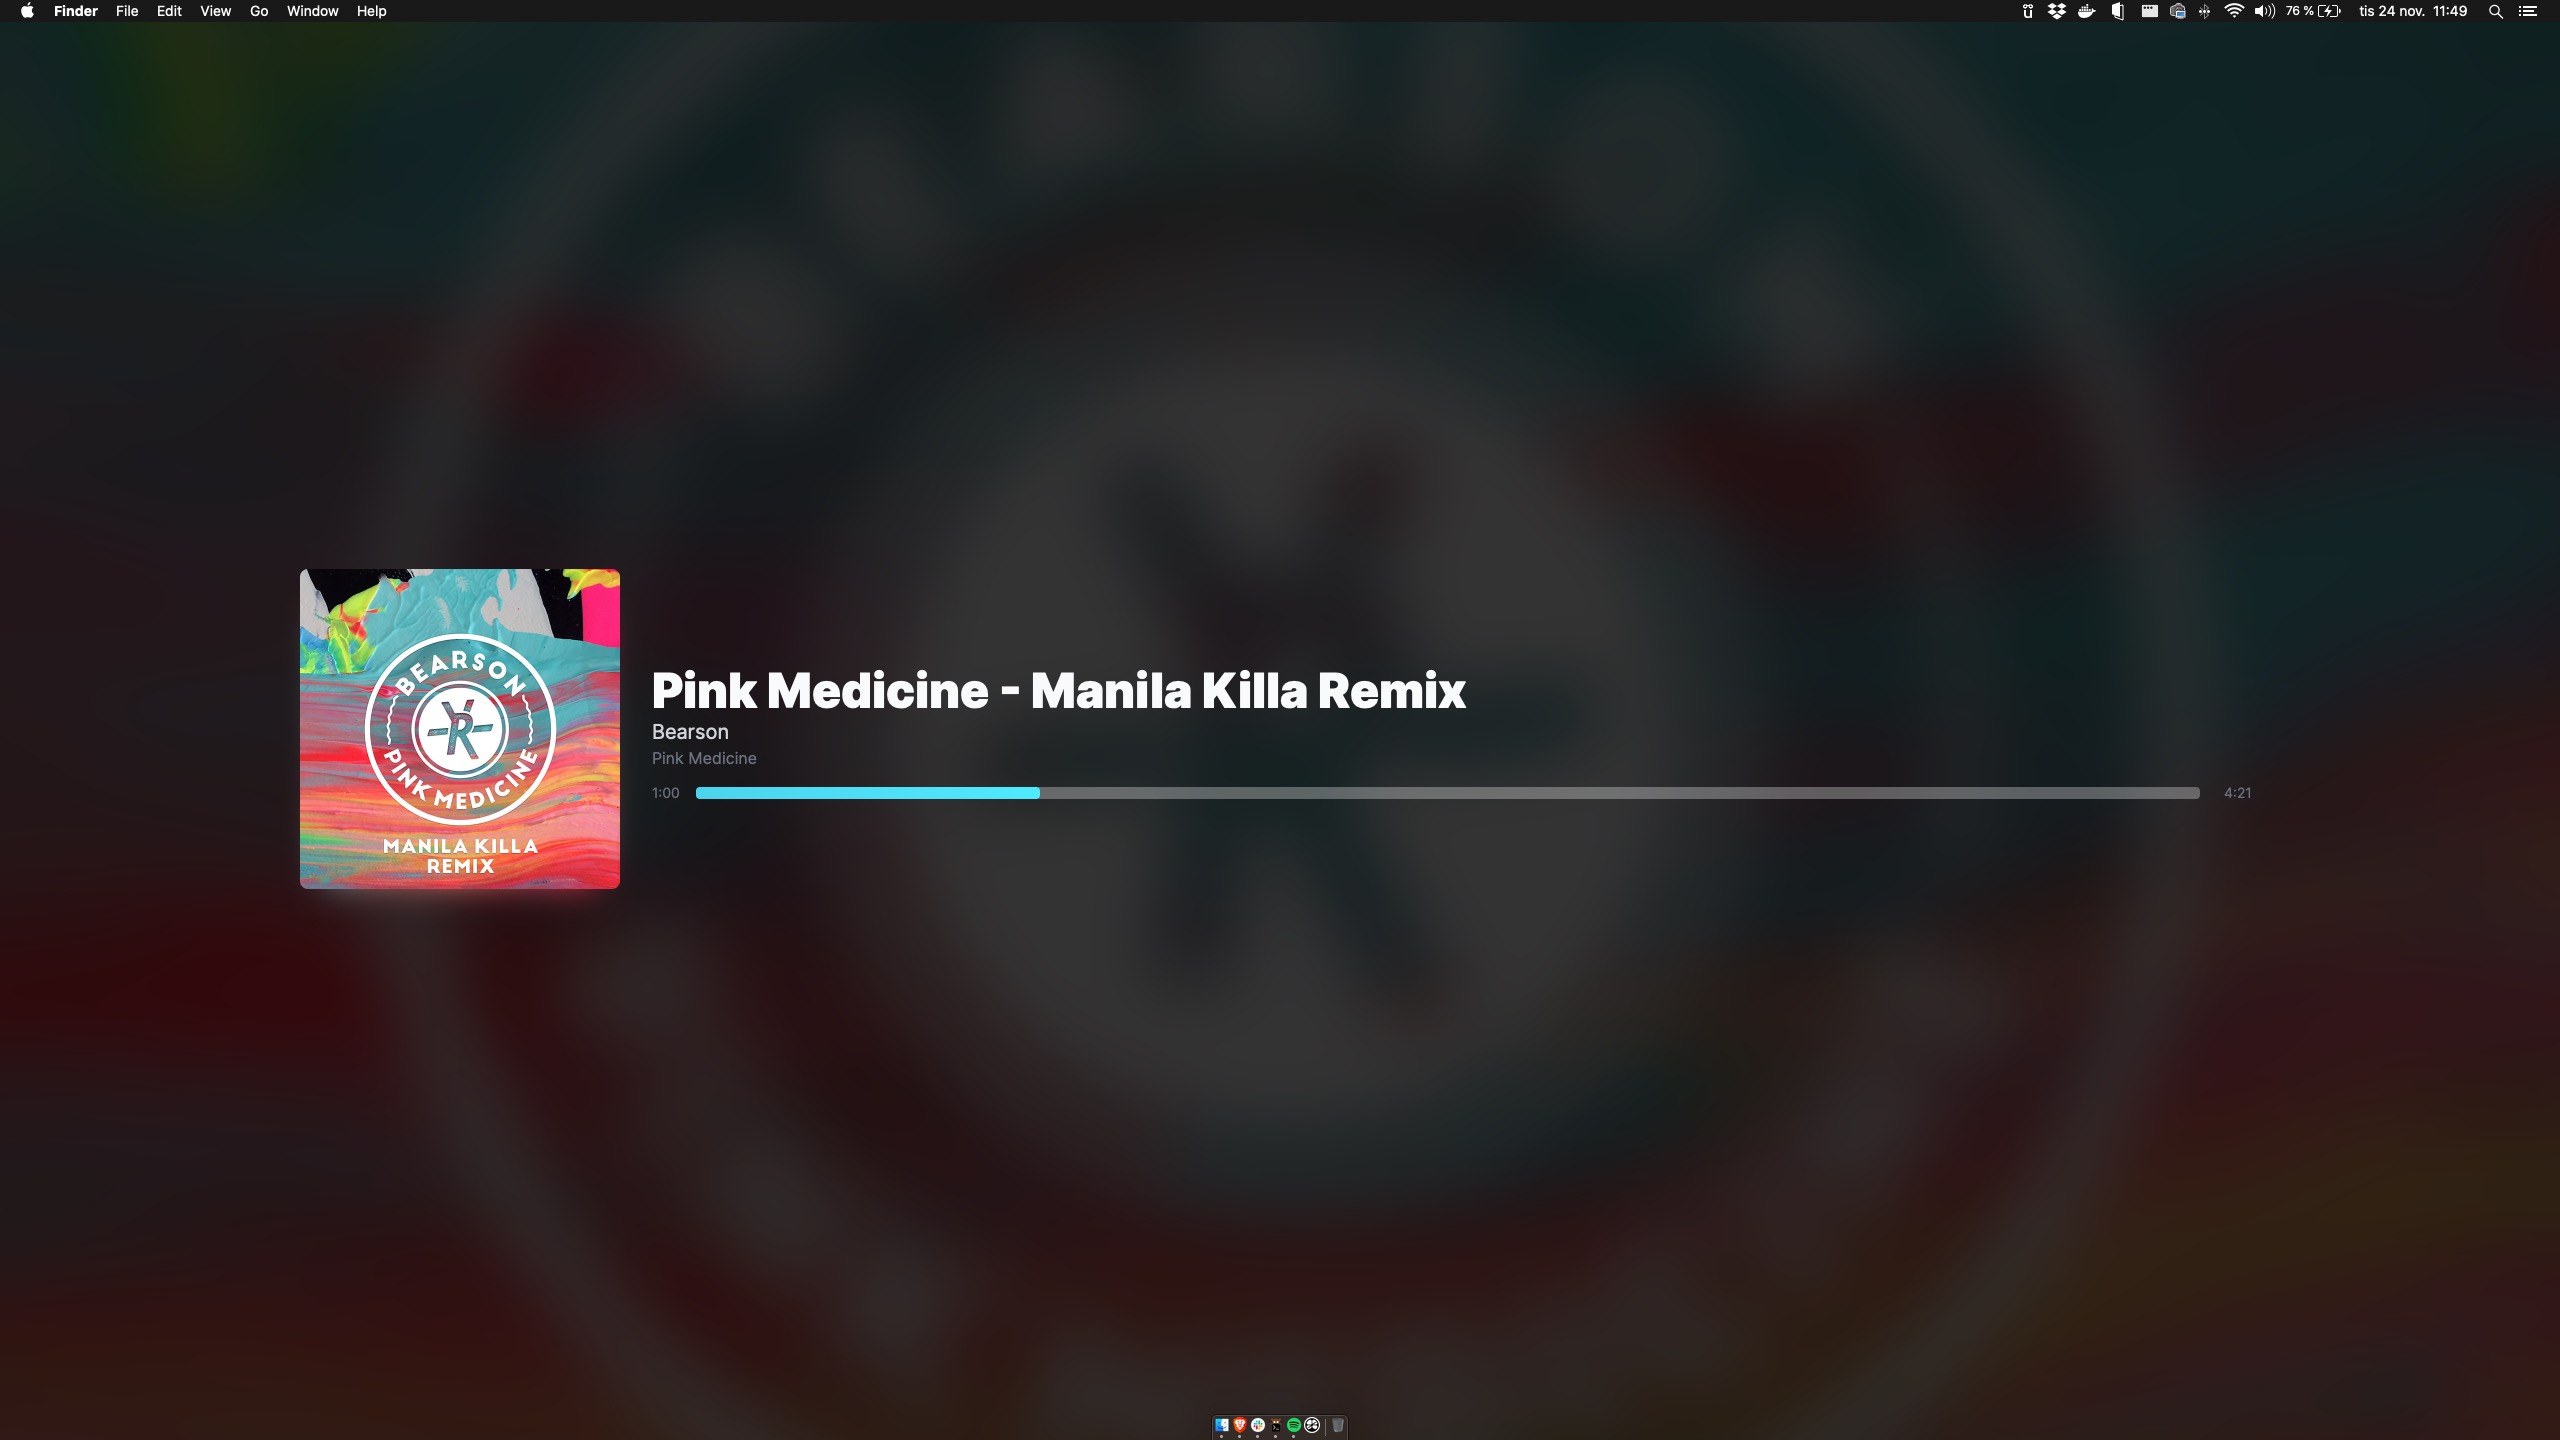 Finder File Edit View Go Window Help
ü 76 % tis 24 nov. 11:49
BEARSON
PINK MEDICINE
MANILA KILLA
REMIX
Pink Medicine - Manila Killa Remix
Bearson
Pink Medicine
1:00 4:21